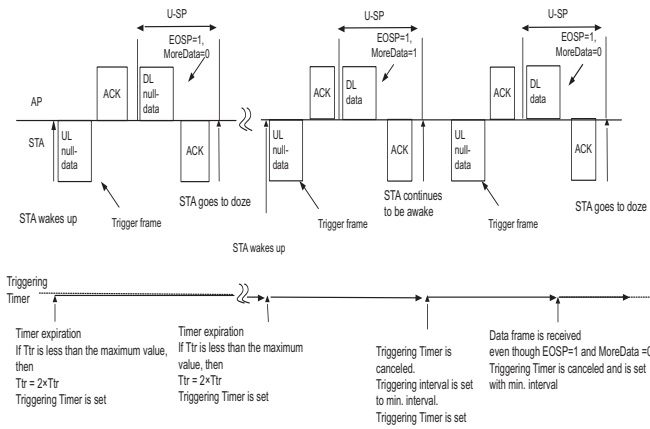 U-SP
U-SP
U-SP
EOSP=1,
MoreData=0
EOSP=1,
MoreData=1
EOSP=1,
MoreData=0
ACK
DL
null-
data
ACK
DL
data
ACK
DL
data
AP
STA
UL
null-
data
ACK
UL
null-
data
ACK
UL
null-
data
ACK
STA wakes up
Trigger frame
STA goes to doze
Trigger frame
STA continues
to be awake
Trigger frame
STA goes to doze
STA wakes up
Triggering
Timer
Timer expiration
If Ttr is less than the maximum value,
then
Ttr = 2×Ttr
Triggering Timer is set
Timer expiration
If Ttr is less than the maximum
value, then
Ttr = 2×Ttr
Triggering Timer is set
Triggering Timer is
canceled.
Triggering interval is set
to min. interval.
Triggering Timer is set
Data frame is received
even though EOSP=1 and MoreData =0
Triggering Timer is canceled and is set
with min. interval